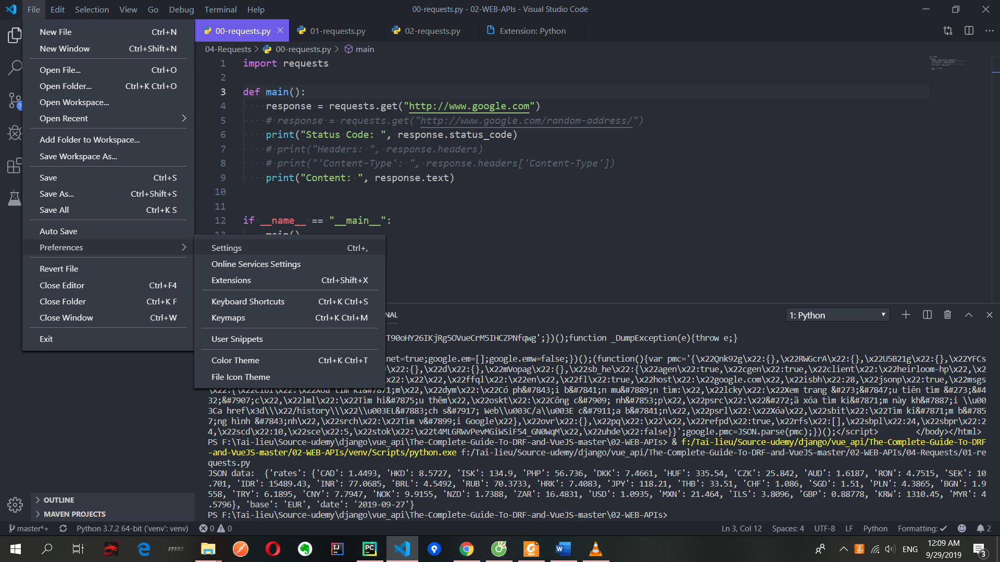 File Edit Selection View Go Debug Terminal Help
00-requests.py - 02-WEB-APIs - Visual Studio Code
New File Ctrl+N
New Window Ctrl+Shift+N
Open File... Ctrl+O
Open Folder... Ctrl+K Ctrl+O
Open Workspace...
Open Recent
Add Folder to Workspace...
Save Workspace As...
Save Ctrl+S
Save As... Ctrl+Shift+S
Save All Ctrl+K S
Auto Save
Preferences
Revert File
Close Editor Ctrl+F4
Close Folder Ctrl+K F
Close Window Ctrl+W
Exit
Settings Ctrl+,
Online Services Settings
Extensions Ctrl+Shift+X
Keyboard Shortcuts Ctrl+K Ctrl+S
Keymaps Ctrl+K Ctrl+M
User Snippets
Color Theme Ctrl+K Ctrl+T
File Icon Theme
00-requests.py 01-requests.py 02-requests.py Extension: Python
04-Requests > 00-requests.py > main
1 import requests
2
3 def main():
4 response = requests.get("http://www.google.com")
5 # response = requests.get("http://www.google.com/random-address/")
6 print("Status Code: ", response.status_code)
7 # print("Headers: ", response.headers)
8 # print("'Content-Type': ", response.headers['Content-Type'])
9 print("Content: ", response.text)
10
11
12 if __name__ == "__main__":
13 main()
NAL
1: Python
T90oHY26IKjRg5OVueCrM5IHCZPNfqwg';})();function _DumpException(e){throw e;}
net=true;google.em=[];google.emw=false;})();(function(){var pmc='{\x22Qnk92g\x22:{},\x22RWGcrA\x22:{},\x22U5B21g\x22:{},\x22YFCs
\x22:{},\x22d\x22:{},\x22mVopag\x22:{},\x22sb_he\x22:{\x22agen\x22:true,\x22cgen\x22:true,\x22client\x22:\x22heirloom-hp\x22,\x2
\x22:\x22\x22,\x22ffql\x22:\x22en\x22,\x22fl\x22:true,\x22host\x22:\x22google.com\x22,\x22isbh\x22:28,\x22jsonp\x22:true,\x22msgs
\x22:{\x22cibl\x22:\x22Xóa tìm ki&#7871;m\x22,\x22dym\x22:\x22Có ph&#7843;i b&#7841;n mu&#7889;n tìm:\x22,\x22lcky\x22:\x22Xem trang &#273;&#7847;u tiên tìm &#273;&#4
32;&#7907;c\x22,\x22lml\x22:\x22Tìm hi&#7875;u thêm\x22,\x22oskt\x22:\x22Công c&#7909; nh&#7853;p\x22,\x22psrc\x22:\x22&#272;ã xóa tìm ki&#7871;m này kh&#7887;i \\u00
3Ca href\x3d\\\x22/history\\\x22\\u003EL&#7883;ch s&#7917; Web\\u003C/a\\u003E c&#7911;a b&#7841;n\x22,\x22psrl\x22:\x22Xóa\x22,\x22sbit\x22:\x22Tìm ki&#7871;m b&#785
7;ng hình &#7843;nh\x22,\x22srch\x22:\x22Tìm v&#7899;i Google\x22},\x22ovr\x22:{},\x22pq\x22:\x22\x22,\x22refpd\x22:true,\x22rfs\x22:[],\x22sbpl\x22:24,\x22sbpr\x22:2
4,\x22scd\x22:10,\x22sce\x22:5,\x22stok\x22:\x22t4MLGRWvPevMGiWSiF54_GN0WqM\x22,\x22uhde\x22:false}}';google.pmc=JSON.parse(pmc);})();</script> </body></html>
PS F:\Tai-lieu\Source-udemy\django\vue_api\The-Complete-Guide-To-DRF-and-VueJS-master\02-WEB-APIs> & f:/Tai-lieu/Source-udemy/django/vue_api/The-Complete-Guide-To-DRF
-and-VueJS-master/02-WEB-APIs/venv/Scripts/python.exe f:/Tai-lieu/Source-udemy/django/vue_api/The-Complete-Guide-To-DRF-and-VueJS-master/02-WEB-APIs/04-Requests/01-re
quests.py
JSON data: {'rates': {'CAD': 1.4493, 'HKD': 8.5727, 'ISK': 134.9, 'PHP': 56.736, 'DKK': 7.4661, 'HUF': 335.54, 'CZK': 25.842, 'AUD': 1.6187, 'RON': 4.7515, 'SEK': 10
.701, 'IDR': 15489.43, 'INR': 77.0685, 'BRL': 4.5492, 'RUB': 70.3733, 'HRK': 7.4083, 'JPY': 118.21, 'THB': 33.51, 'CHF': 1.086, 'SGD': 1.51, 'PLN': 4.3865, 'BGN': 1.9
558, 'TRY': 6.1895, 'CNY': 7.7947, 'NOK': 9.9155, 'NZD': 1.7388, 'ZAR': 16.4831, 'USD': 1.0935, 'MXN': 21.464, 'ILS': 3.8096, 'GBP': 0.88778, 'KRW': 1310.45, 'MYR': 4
.5796}, 'base': 'EUR', 'date': '2019-09-27'}
PS F:\Tai-lieu\Source-udemy\django\vue_api\The-Complete-Guide-To-DRF-and-VueJS-master\02-WEB-APIs>
OUTLINE
MAVEN PROJECTS
master*+ Python 3.7.2 64-bit ('venv': venv) 0 0
Ln 3, Col 12 Spaces: 4 UTF-8 LF Python Formatting: 2
msi
IJ
PC
PDF
W
ENG
12:09 AM
9/29/2019
3